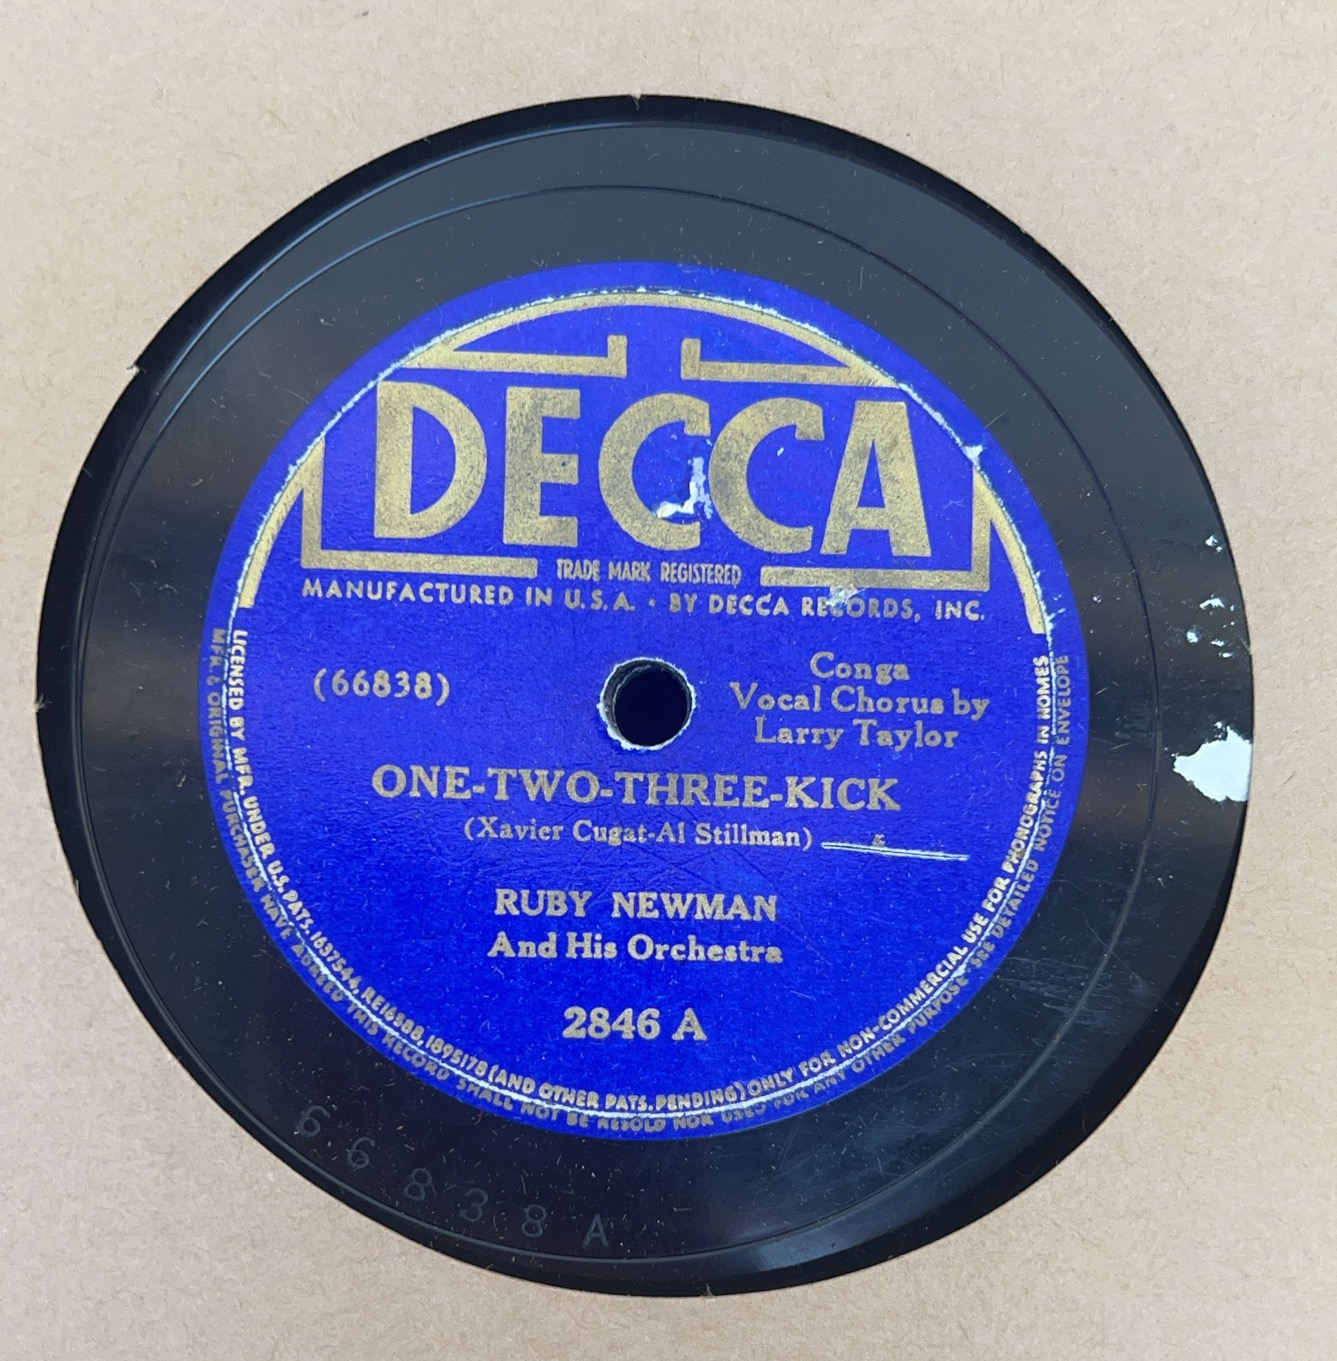 DECCA
TRADE MARK REGISTERED
MANUFACTURED IN U.S.A. • BY DECCA RECORDS, INC.
(66838)
Conga
Vocal Chorus by
Larry Taylor
ONE-TWO-THREE-KICK
(Xavier Cugat-Al Stillman)
RUBY NEWMAN
And His Orchestra
2846 A
LICENSED BY MFR. UNDER U.S. PATS. 1637544, RE16588, 1895178 (AND OTHER PATS. PENDING) ONLY FOR NON-COMMERCIAL USE FOR PHONOGRAPHS IN HOMES
MFR. & ORIGINAL PURCHASER HAVE AGREED THIS RECORD SHALL NOT BE RESOLD NOR USED FOR ANY OTHER PURPOSE - SEE DETAILED NOTICE ON ENVELOPE
66838A